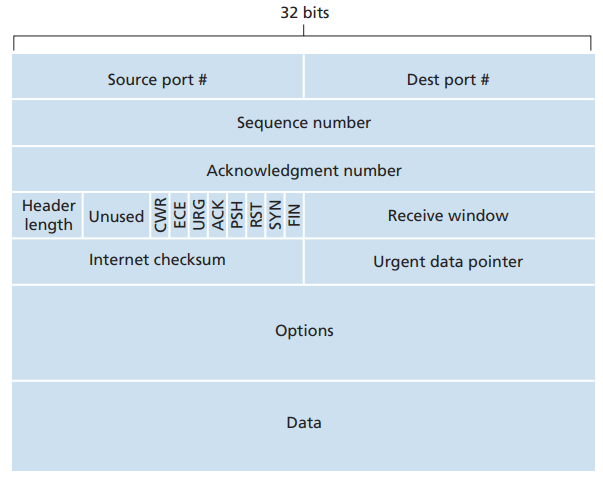 32 bits
Source port #
Dest port #
Sequence number
Acknowledgment number
Header
length
Unused
CWR
ECE
URG
ACK
PSH
RST
SYN
FIN
Receive window
Internet checksum
Urgent data pointer
Options
Data